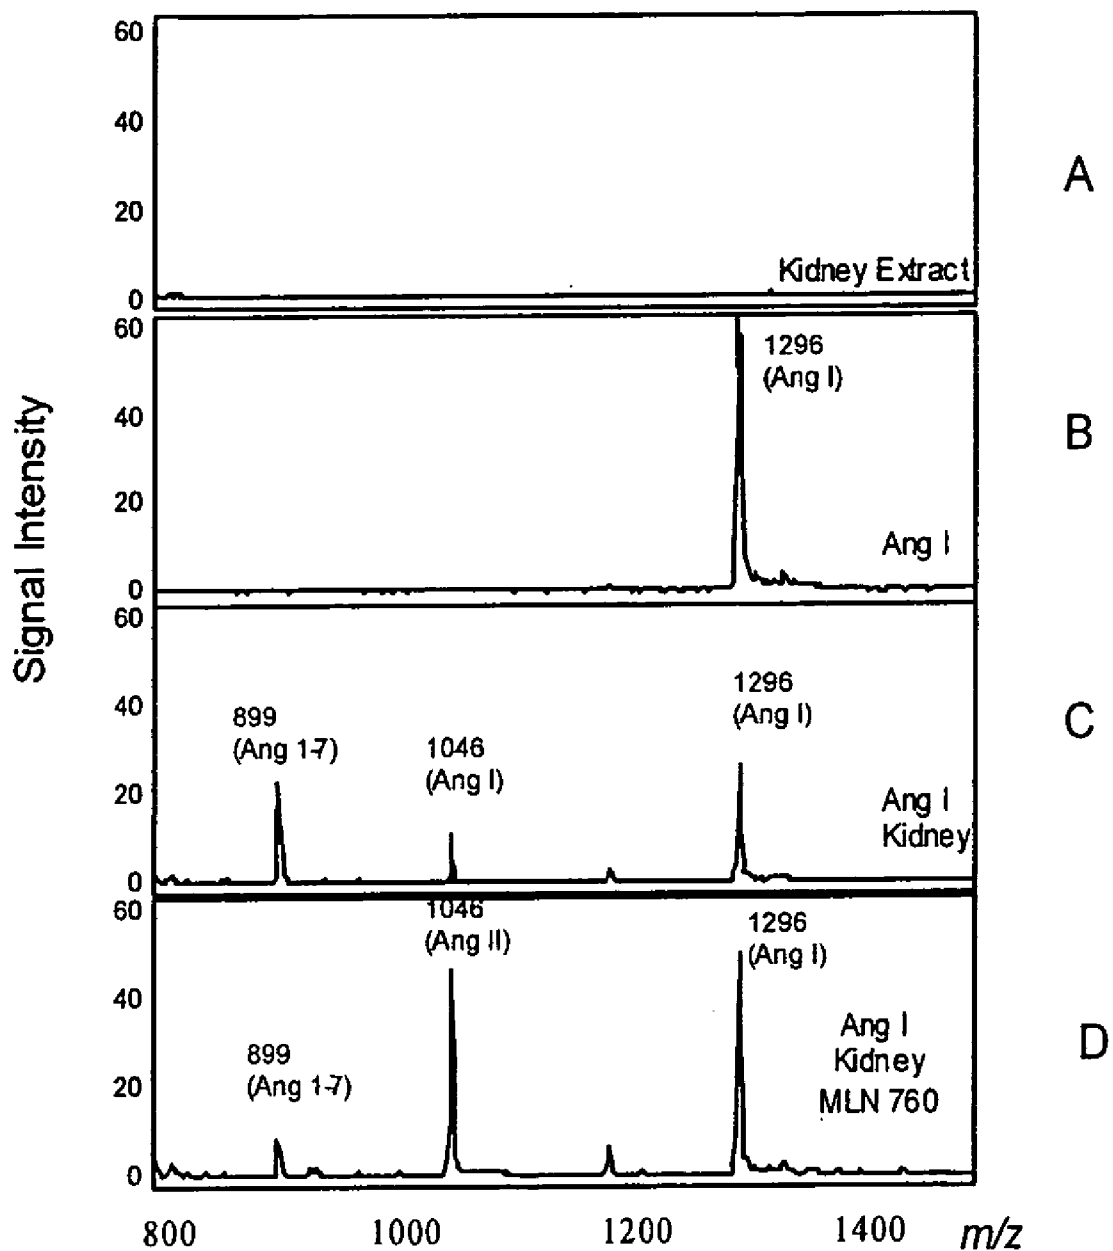 Signal Intensity
60
40
20
0
Kidney Extract
A
60
40
20
0
1296
(Ang I)
Ang I
B
60
40
20
0
899
(Ang 1-7)
1046
(Ang I)
1296
(Ang I)
Ang I
Kidney
C
60
40
20
0
899
(Ang 1-7)
1046
(Ang II)
1296
(Ang I)
Ang I
Kidney
MLN 760
D
800 1000 1200 1400 m/z